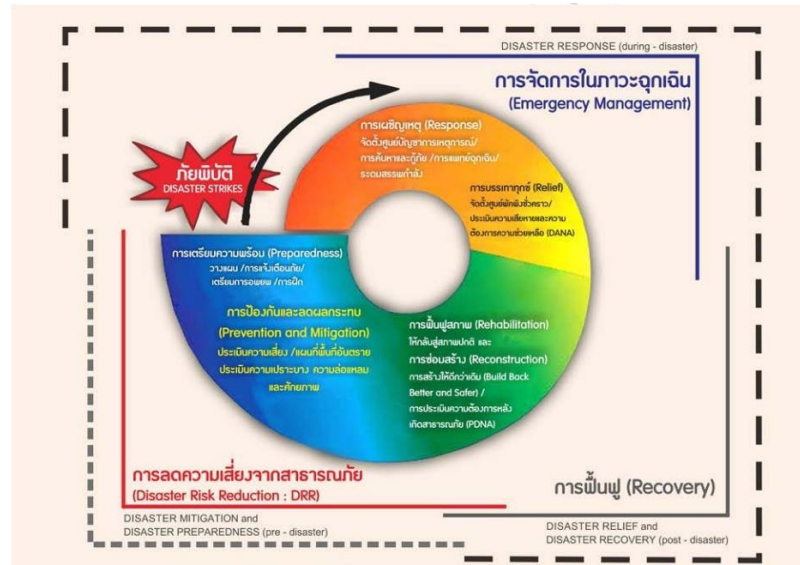 DISASTER RESPONSE (during - disaster)
การจัดการในภาวะฉุกเฉิน
(Emergency Management)
ภัยพิบัติ
DISASTER STRIKES
การเผชิญเหตุ (Response)
จัดตั้งศูนย์บัญชาการเหตุการณ์/
การค้นหาและกู้ภัย /การแพทย์ฉุกเฉิน/
ระดมสรรพกำลัง
การบรรเทาทุกข์ (Relief)
จัดตั้งศูนย์พักพิงชั่วคราว/
ประเมินความเสียหายและความ
ต้องการความช่วยเหลือ (DANA)
การเตรียมความพร้อม (Preparedness)
วางแผน /การแจ้งเตือนภัย/
เตรียมการอพยพ /การฝึก
การป้องกันและลดผลกระทบ
(Prevention and Mitigation)
ประเมินความเสี่ยง /แผนที่พื้นที่อันตราย
ประเมินความเปราะบาง ความล่อแหลม
และศักยภาพ
การฟื้นฟูสภาพ (Rehabilitation)
ให้กลับสู่สภาพปกติ และ
การซ่อมสร้าง (Reconstruction)
การสร้างให้ดีกว่าเดิม (Build Back
Better and Safer) /
การประเมินความต้องการหลัง
เกิดสาธารณภัย (PDNA)
การลดความเสี่ยงจากสาธารณภัย
(Disaster Risk Reduction : DRR)
DISASTER MITIGATION and
DISASTER PREPAREDNESS (pre - disaster)
การฟื้นฟู (Recovery)
DISASTER RELIEF and
DISASTER RECOVERY (post - disaster)